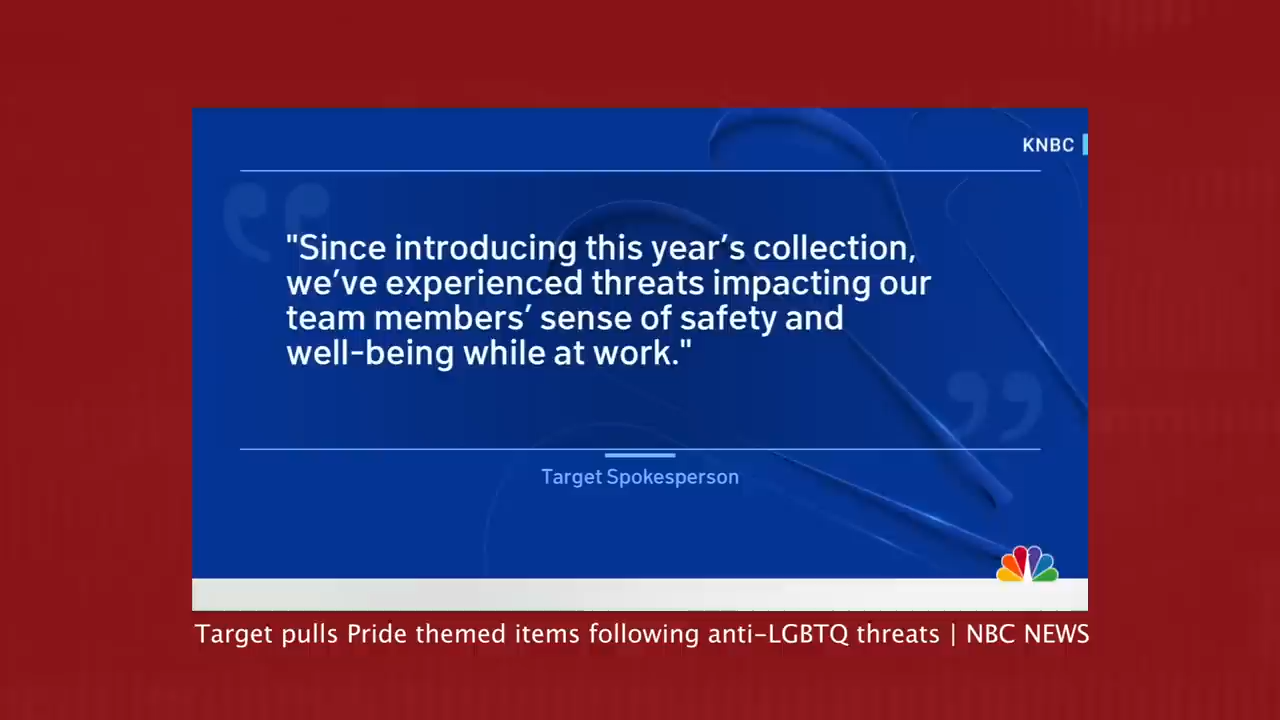 KNBC
"Since introducing this year's collection,
we've experienced threats impacting our
team members' sense of safety and
well-being while at work."
Target Spokesperson
Target pulls Pride themed items following anti-LGBTQ threats | NBC NEWS